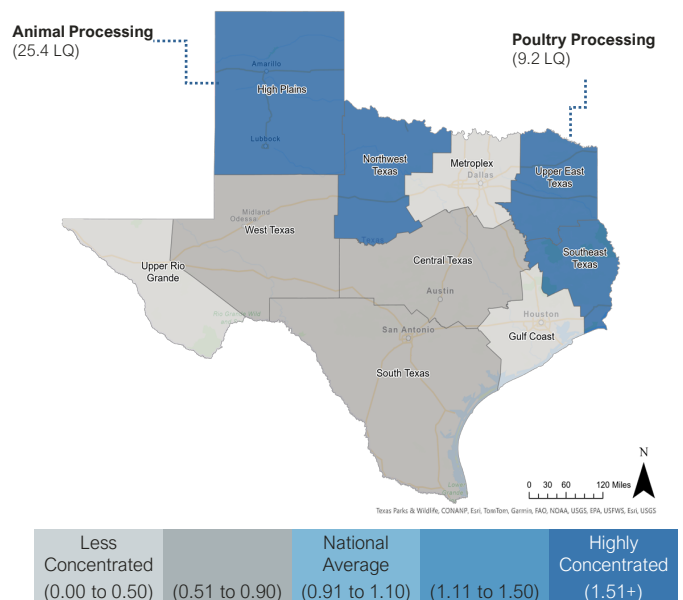 Animal Processing
(25.4 LQ)
Poultry Processing
(9.2 LQ)
Amarillo
High Plains
Lubbock
Northwest
Texas
Metroplex
Dallas
Upper East
Texas
Midland
Odessa
West Texas
Texas
Southeast
Texas
Central Texas
Upper Rio
Grande
Austin
Houston
Gulf Coast
San Antonio
South Texas
N
0 30 60 120 Miles
Texas Parks & Wildlife, CONANP, Esri, TomTom, Garmin, FAO, NOAA, USGS, EPA, USFWS, Esri, USGS
Less
Concentrated
(0.00 to 0.50)
(0.51 to 0.90)
National
Average
(0.91 to 1.10)
(1.11 to 1.50)
Highly
Concentrated
(1.51+)